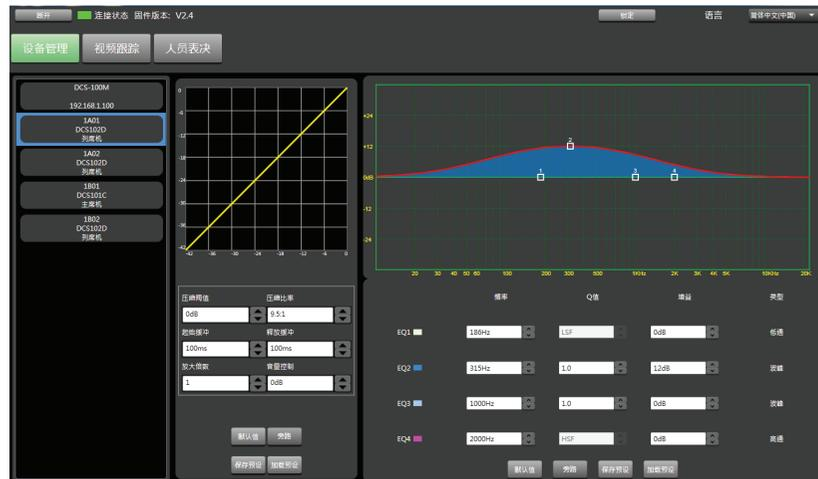 断开 连接状态 固件版本: V2.4 锁定 语言 简体中文(中国)
设备管理 视频跟踪 人员表决
DCS-100M
192.168.1.100
1A01
DCS102D
列席机
1A02
DCS102D
列席机
1B01
DCS101C
主席机
1B02
DCS102D
列席机
0
-6
-12
-18
-24
-30
-36
-42
-42 -36 -30 -24 -18 -12 -6 0
压缩阀值 压缩比率
0dB 9.5:1
起始缓冲 释放缓冲
100ms 100ms
放大倍数 音量控制
1 0dB
默认值 旁路
保存预设 加载预设
+24
+12
0dB
-12
-24
1 2 3 4
20 30 40 50 60 100 200 300 500 1KHz 2K 3K 4K 5K 10KHz 20K
频率 Q值 增益 类型
EQ1 186Hz LSF 0dB 低通
EQ2 315Hz 1.0 12dB 波峰
EQ3 1000Hz 1.0 0dB 波峰
EQ4 2000Hz HSF 0dB 高通
默认值 旁路 保存预设 加载预设